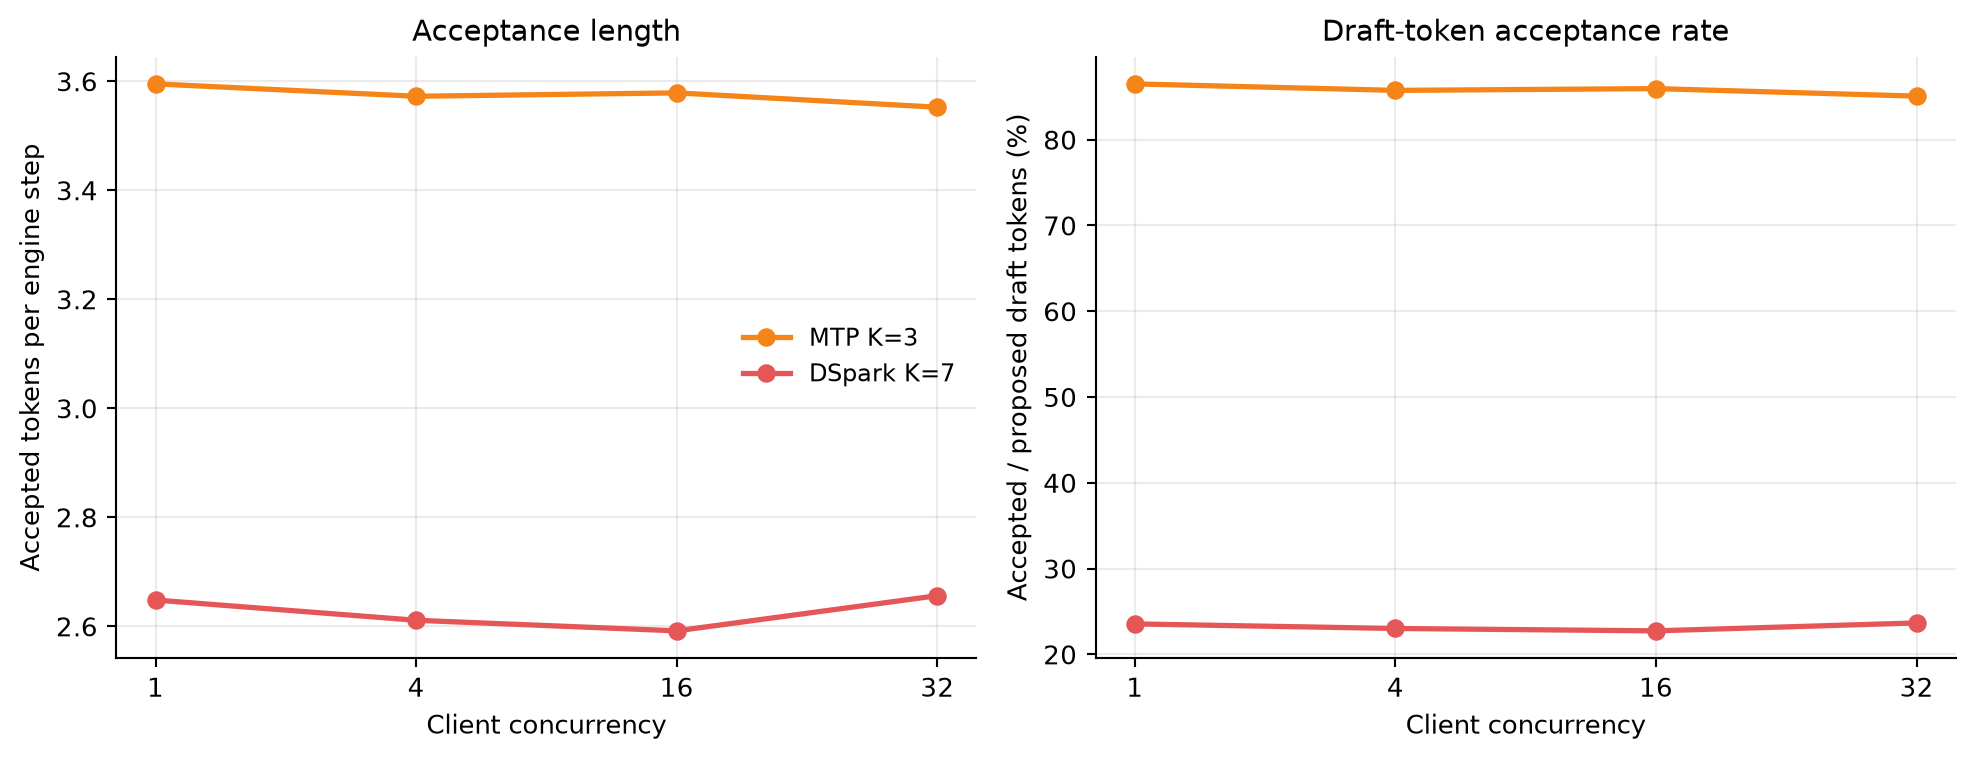 Acceptance length
Accepted tokens per engine step
3.6
3.4
3.2
3.0
2.8
2.6
MTP K=3
DSpark K=7
1 4 16 32
Client concurrency
Draft-token acceptance rate
Accepted / proposed draft tokens (%)
80
70
60
50
40
30
20
1 4 16 32
Client concurrency